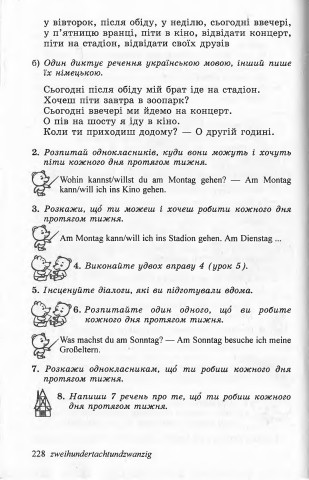 у вівторок, після обіду, у неділю, сьогодні ввечері,
у п'ятницю вранці, піти в кіно, відвідати концерт,
піти на стадіон, відвідати своїх друзів
б) Один диктує речення українською мовою, інший пише
їх німецькою.
Сьогодні після обіду мій брат іде на стадіон.
Хочеш піти завтра в зоопарк?
Сьогодні ввечері ми йдемо на концерт.
О пів на шосту я іду в кіно.
Коли ти приходиш додому? — О другій годині.
2. Розпитай однокласників, куди вони можуть і хочуть
піти кожного дня протягом тижня.
Wohin kannst/willst du am Montag gehen? — Am Montag
kann/will ich ins Kino gehen.
3. Розкажи, що ти можеш і хочеш робити кожного дня
протягом тижня.
Am Montag kann/will ich ins Stadion gehen. Am Dienstag ...
4. Виконайте удвох вправу 4 (урок 5).
5. Інсценуйте діалоги, які ви підготували вдома.
6. Розпитайте один одного, що ви робите
кожного дня протягом тижня.
Was machst du am Sonntag? — Am Sonntag besuche ich meine
Großeltern.
7. Розкажи однокласникам, що ти робиш кожного дня
протягом тижня.
8. Напиши 7 речень про те, що ти робиш кожного
дня протягом тижня.
228 zweihundertachtundzwanzig